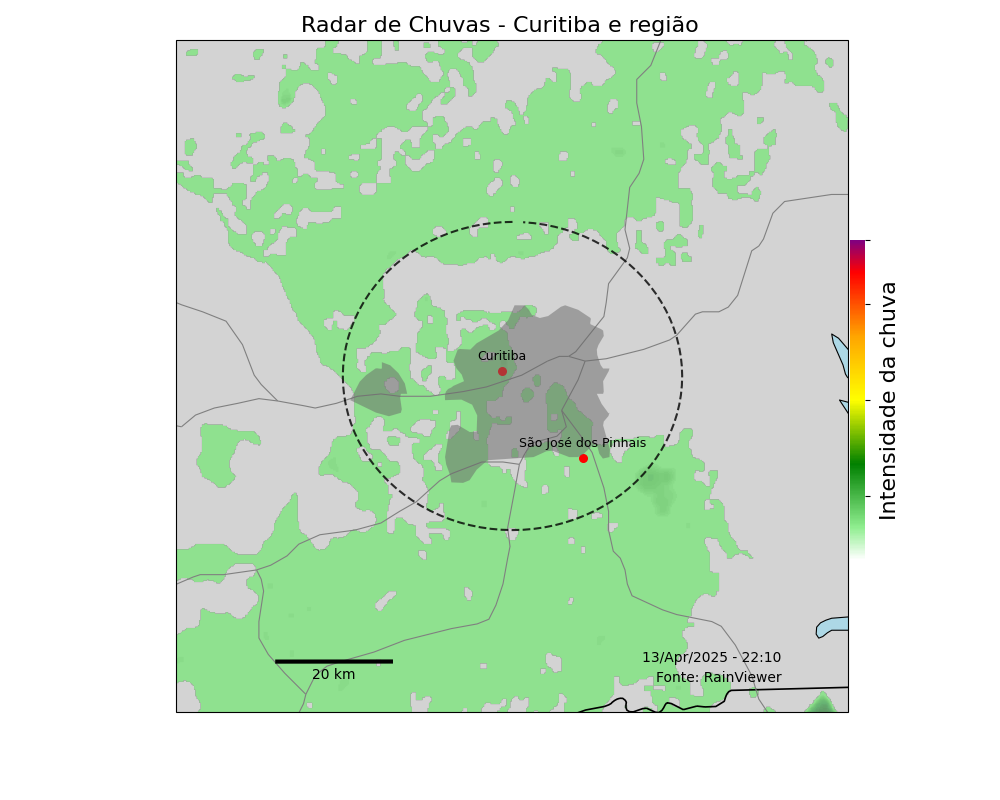 Radar de Chuvas - Curitiba e região
Curitiba
São José dos Pinhais
Intensidade da chuva
13/Apr/2025 - 22:10
Fonte: RainViewer
20 km